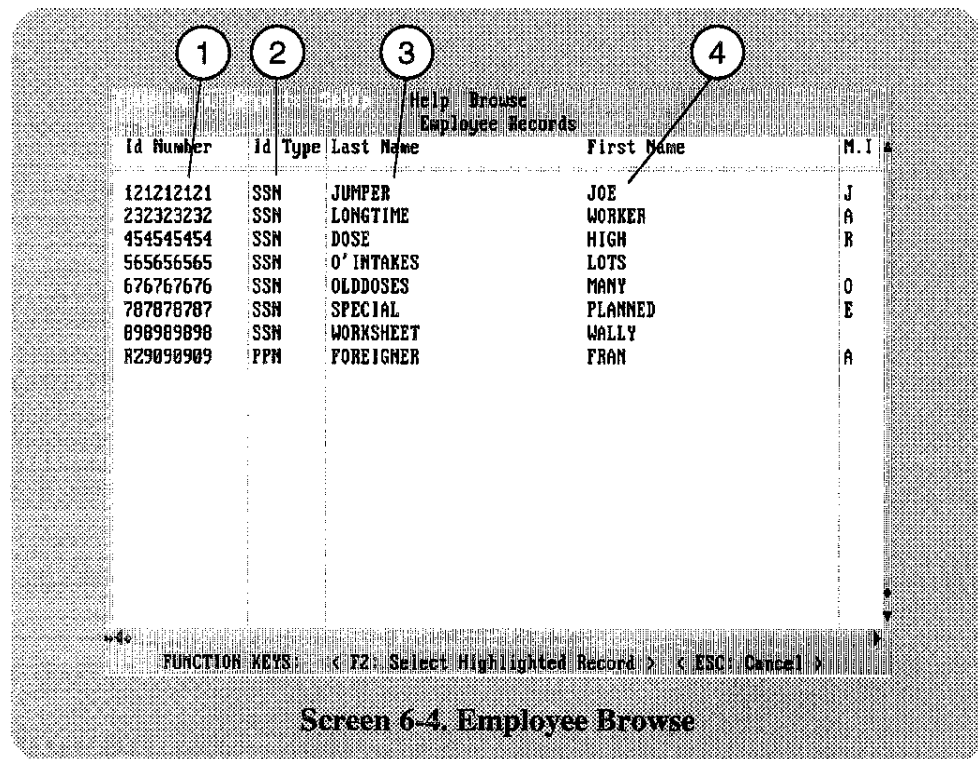 1 2 3 4
Help Browse
Employee Records
Id Number Id Type Last Name First Name M.I
121212121 SSN JUMPER JOE J
232323232 SSN LONGTIME WORKER A
454545454 SSN DOSE HIGH R
565656565 SSN O'INTAKES LOTS
676767676 SSN OLDDOSES MANY O
787878787 SSN SPECIAL PLANNED E
898989898 SSN WORKSHEET WALLY
R29090909 PPN FOREIGNER FRAN A
FUNCTION KEYS: < F2: Select Highlighted Record > < ESC: Cancel >
Screen 6-4. Employee Browse